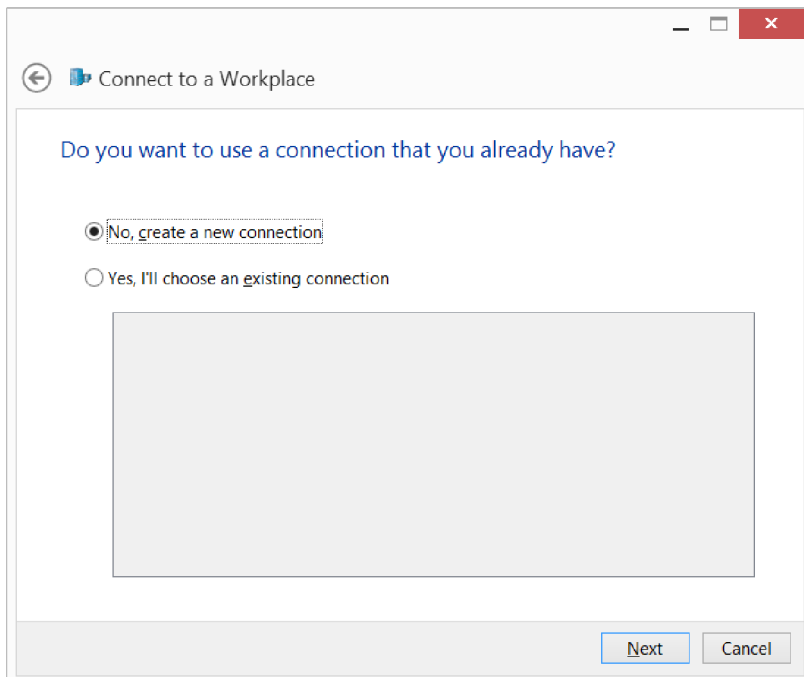 Connect to a Workplace
Do you want to use a connection that you already have?
No, create a new connection
Yes, I'll choose an existing connection
Next
Cancel